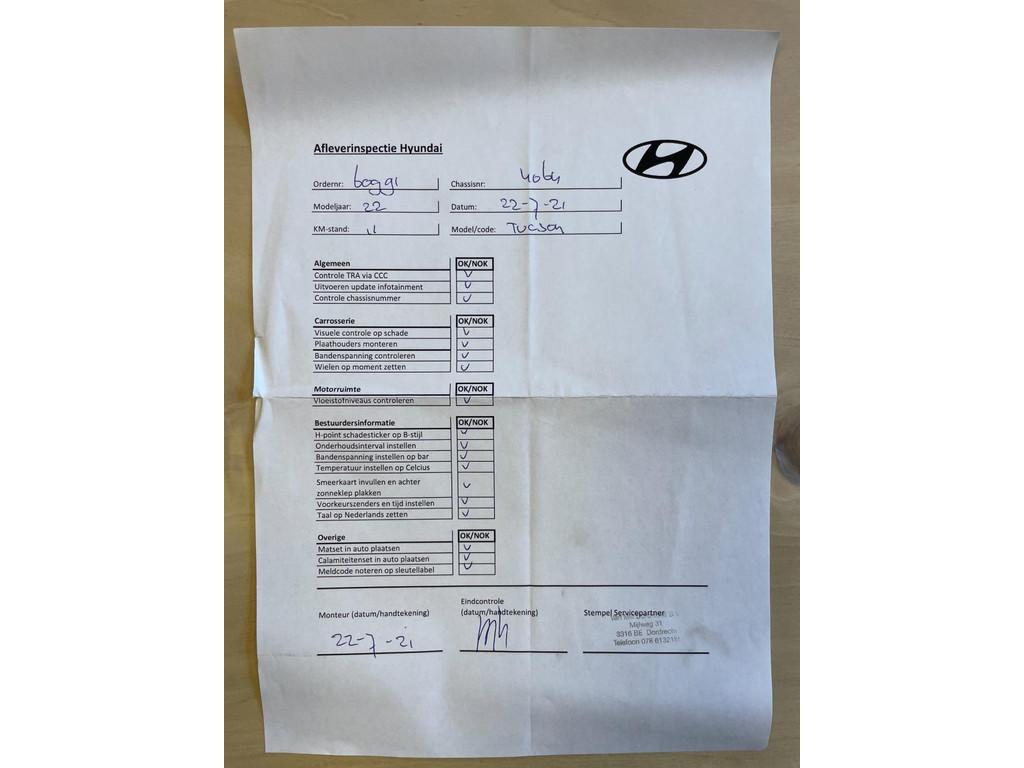 Afleverinspectie Hyundai
Ordernr:
Chassisnr:
Modeljaar: 22
Datum: 22-7-21
KM-stand: 11
Model/code: Tucson
Algemeen OK/NOK
Controle TRA via CCC
Uitvoeren update infotainment
Controle chassisnummer
Carrosserie OK/NOK
Visuele controle op schade
Plaathouders monteren
Bandenspanning controleren
Wielen op moment zetten
Motorruimte OK/NOK
Vloeistofniveaus controleren
Bestuurdersinformatie OK/NOK
H-point schadesticker op B-stijl
Onderhoudsinterval instellen
Bandenspanning instellen op bar
Temperatuur instellen op Celcius
Smeerkaart invullen en achter
zonneklep plakken
Voorkeurszenders en tijd instellen
Taal op Nederlands zetten
Overige OK/NOK
Matset in auto plaatsen
Calamiteitenset in auto plaatsen
Meldcode noteren op sleutellabel
Monteur (datum/handtekening)
22-7-21
Eindcontrole
(datum/handtekening)
Stempel Servicepartner
Mijlweg 31
3316 BE Dordrecht
Telefoon 078